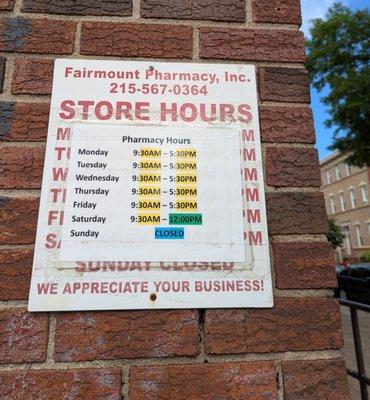 Fairmount Pharmacy, Inc.
215-567-0364
STORE HOURS
Pharmacy Hours
Monday 9:30AM – 5:30PM
Tuesday 9:30AM – 5:30PM
Wednesday 9:30AM – 5:30PM
Thursday 9:30AM – 5:30PM
Friday 9:30AM – 5:30PM
Saturday 9:30AM – 12:00PM
Sunday CLOSED
SUNDAY CLOSED
WE APPRECIATE YOUR BUSINESS!